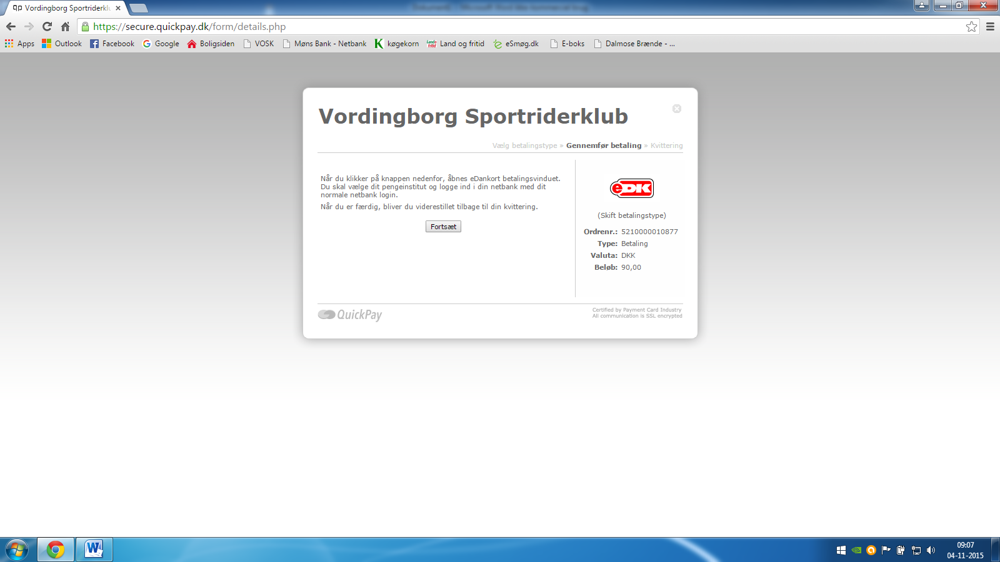 Vordingborg Sportriderklu
https://secure.quickpay.dk/form/details.php
Apps Outlook Facebook Google Boligsiden VOSK Møns Bank - Netbank køgekorn Land og fritid eSmøg.dk E-boks Dalmose Brænde - ...
Vordingborg Sportriderklub
Vælg betalingstype » Gennemfør betaling » Kvittering
Når du klikker på knappen nedenfor, åbnes eDankort betalingsvinduet.
Du skal vælge dit pengeinstitut og logge ind i din netbank med dit
normale netbank login.
Når du er færdig, bliver du viderestillet tilbage til din kvittering.
Fortsæt
eDK
(Skift betalingstype)
Ordrenr.: 5210000010877
Type: Betaling
Valuta: DKK
Beløb: 90,00
QuickPay
Certified by Payment Card Industry
All communication is SSL encrypted
09:07
04-11-2015